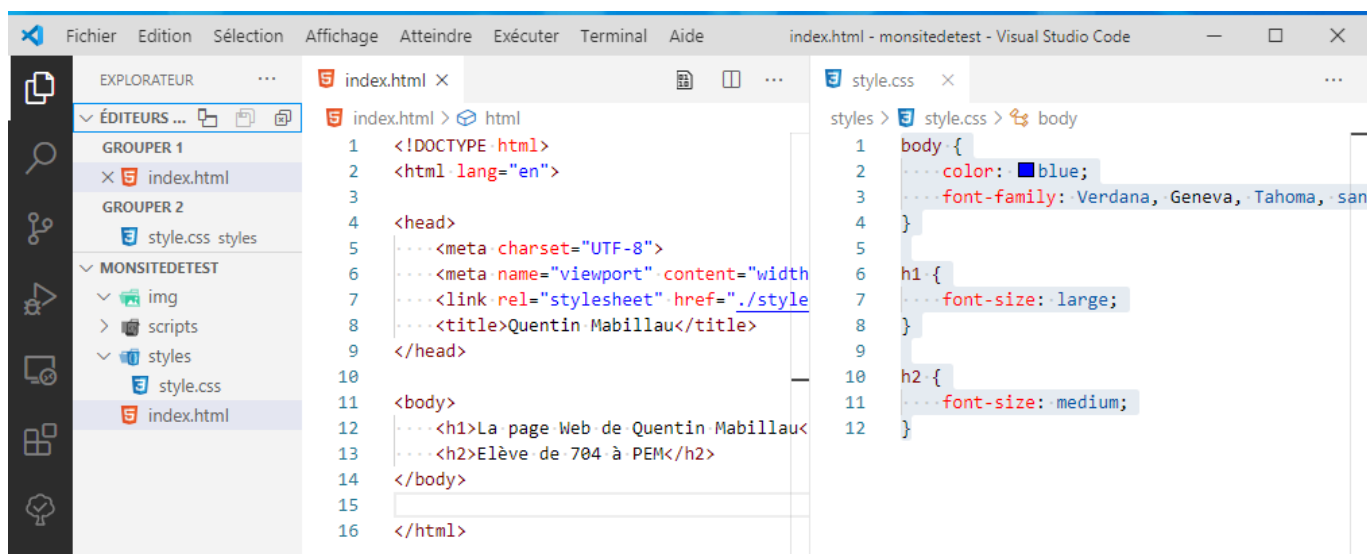 Fichier Edition Sélection Affichage Atteindre Exécuter Terminal Aide index.html - monsitedetest - Visual Studio Code
EXPLORATEUR
ÉDITEURS ...
GROUPER 1
index.html
GROUPER 2
style.css styles
MONSITEDETEST
img
scripts
styles
style.css
index.html
index.html
index.html > html
1 <!DOCTYPE html>
2 <html lang="en">
3
4 <head>
5 <meta charset="UTF-8">
6 <meta name="viewport" content="width
7 <link rel="stylesheet" href="./style
8 <title>Quentin Mabillau</title>
9 </head>
10
11 <body>
12 <h1>La page Web de Quentin Mabillau<
13 <h2>Elève de 704 à PEM</h2>
14 </body>
15
16 </html>
style.css
styles > style.css > body
1 body {
2 color: blue;
3 font-family: Verdana, Geneva, Tahoma, san
4 }
5
6 h1 {
7 font-size: large;
8 }
9
10 h2 {
11 font-size: medium;
12 }